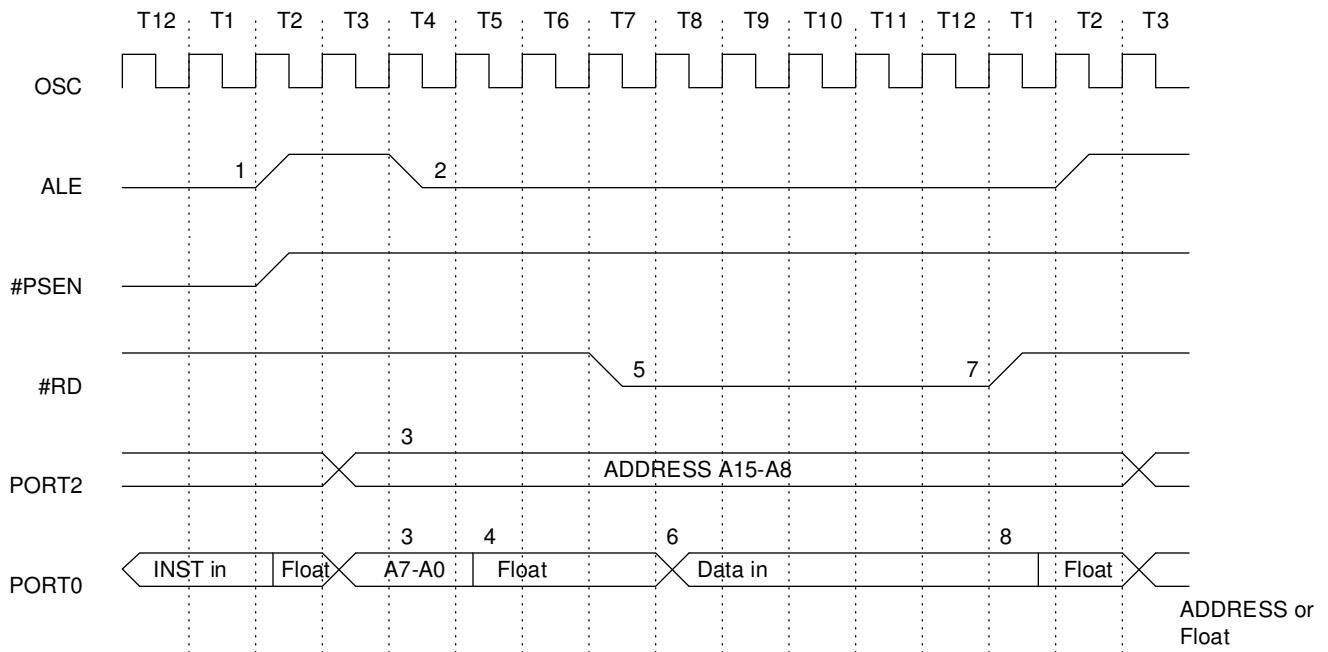 T12 T1 T2 T3 T4 T5 T6 T7 T8 T9 T10 T11 T12 T1 T2 T3
OSC
1 2
ALE
#PSEN
5 7
#RD
3
ADDRESS A15-A8
PORT2
3 4 6 8
INST in Float A7-A0 Float Data in Float
PORT0
ADDRESS or
Float